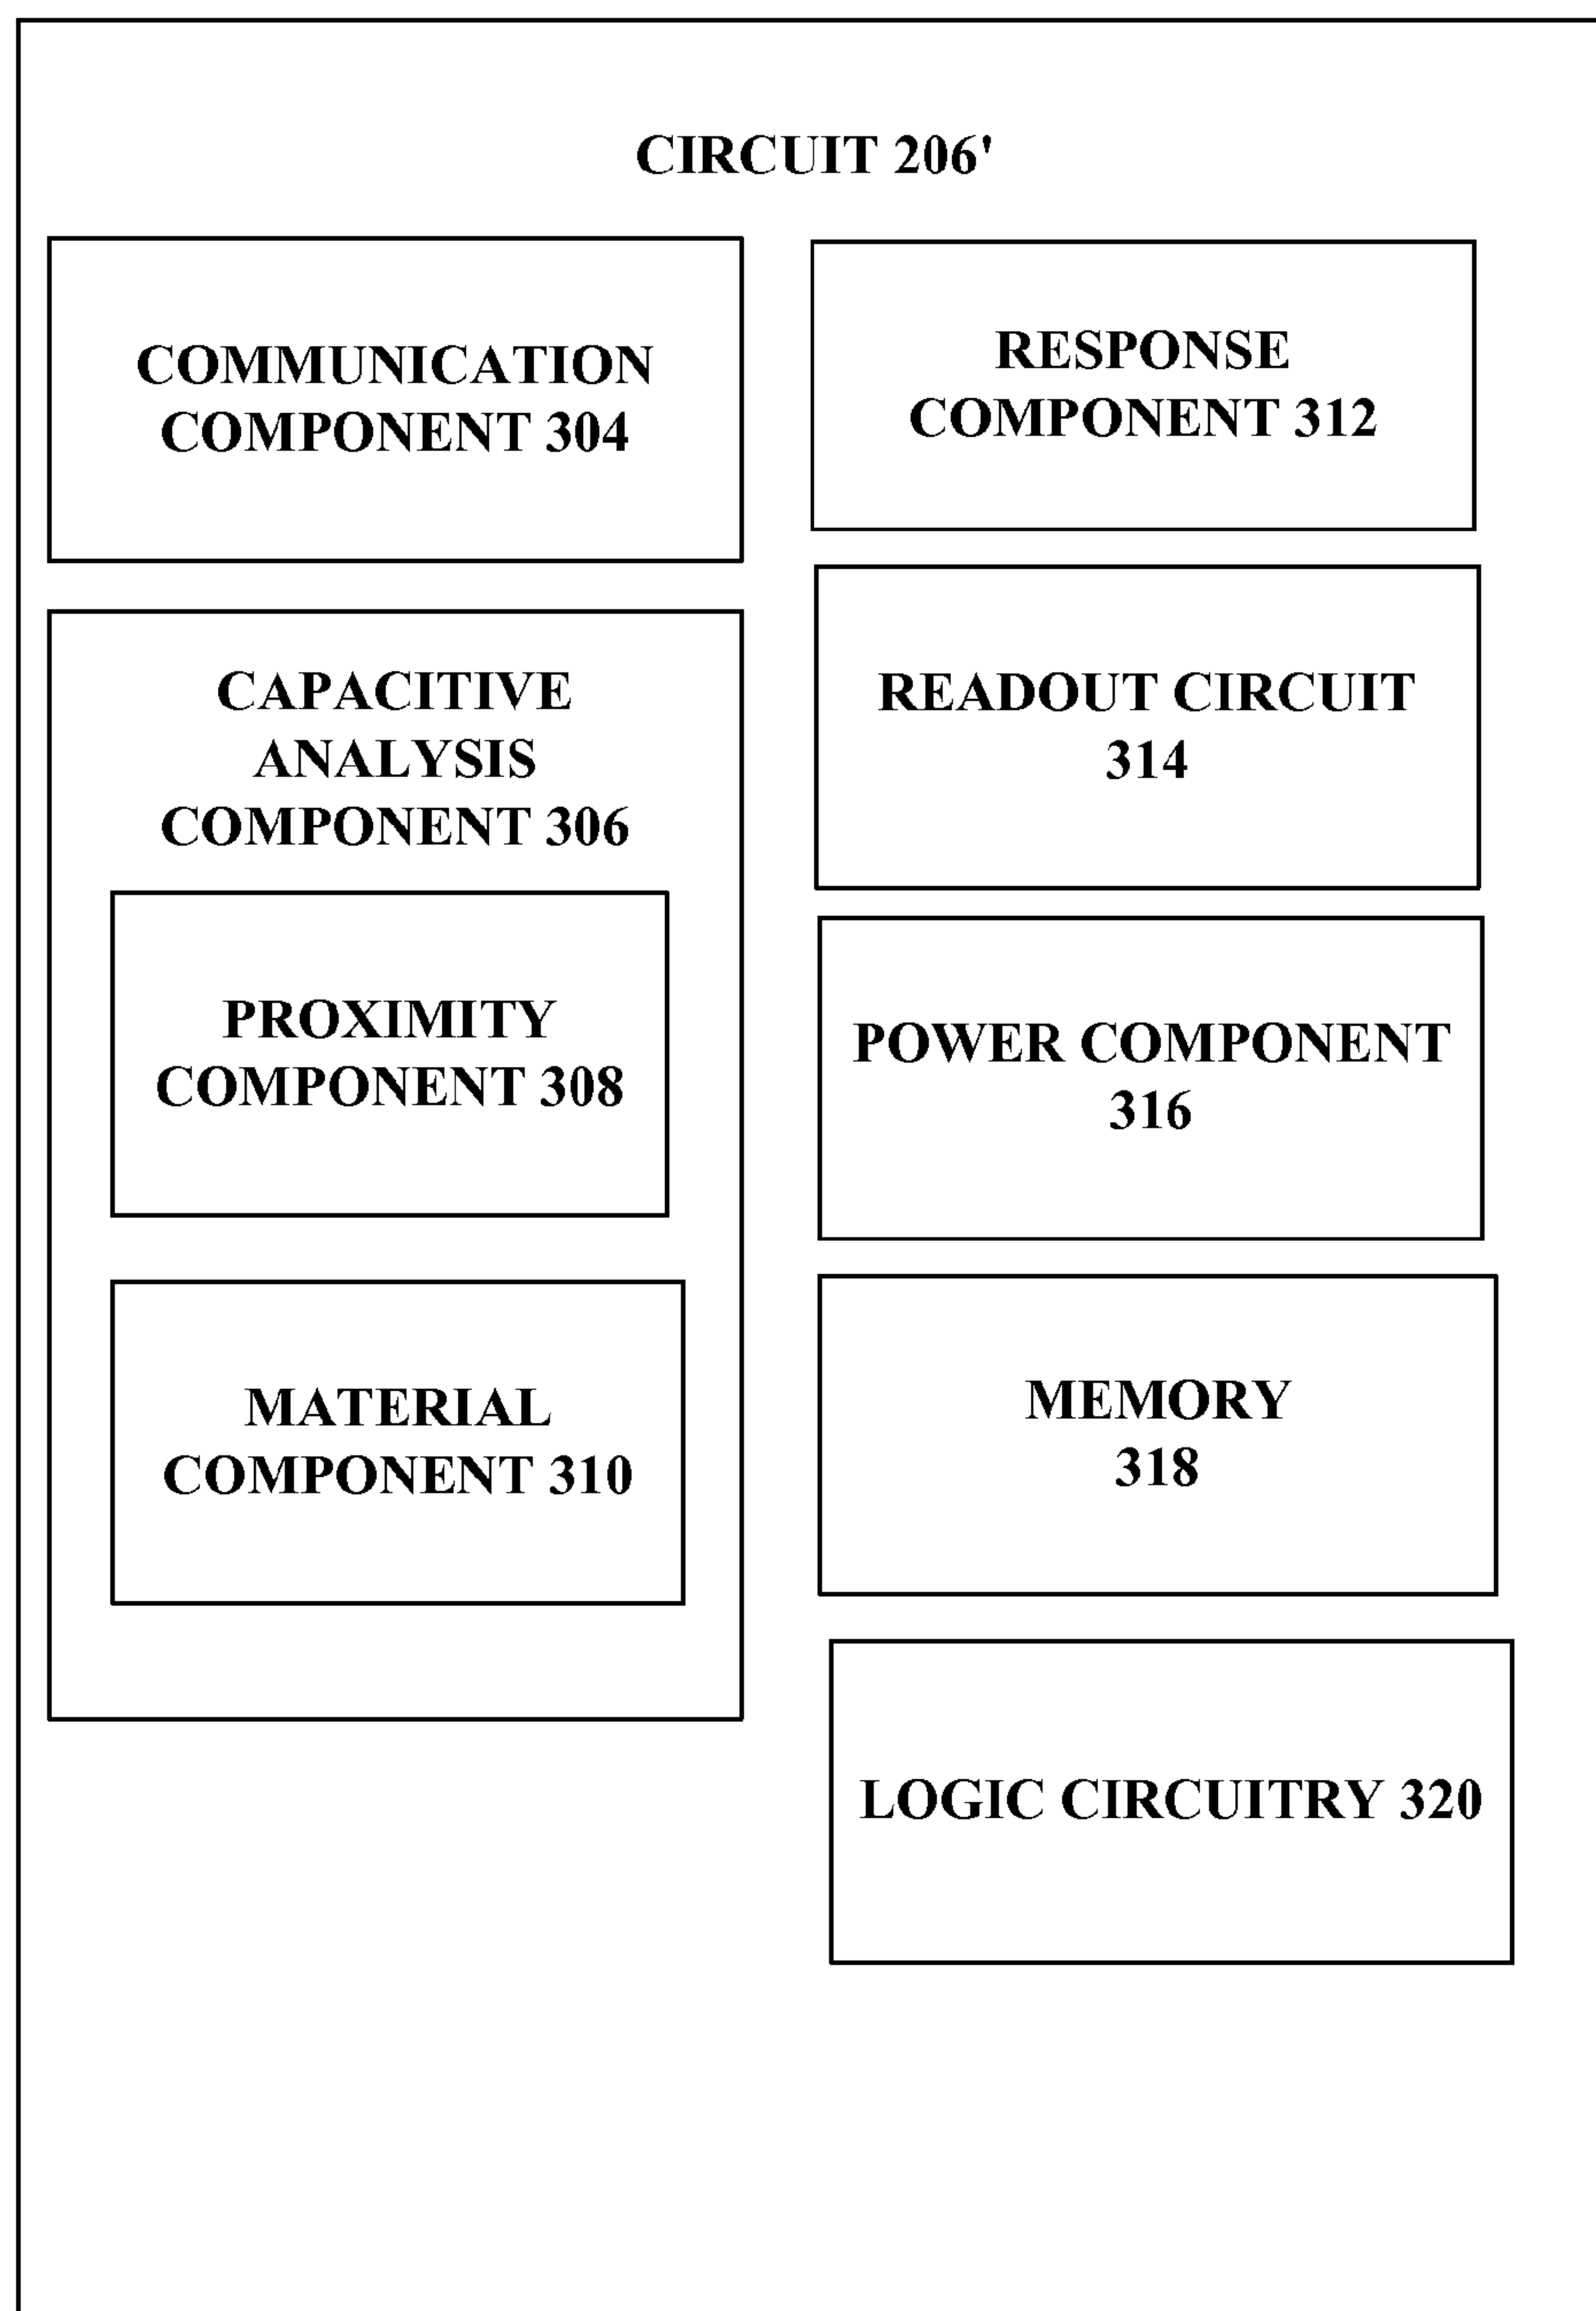 CIRCUIT 206'
COMMUNICATION
COMPONENT 304
CAPACITIVE
ANALYSIS
COMPONENT 306
PROXIMITY
COMPONENT 308
MATERIAL
COMPONENT 310
RESPONSE
COMPONENT 312
READOUT CIRCUIT
314
POWER COMPONENT
316
MEMORY
318
LOGIC CIRCUITRY 320